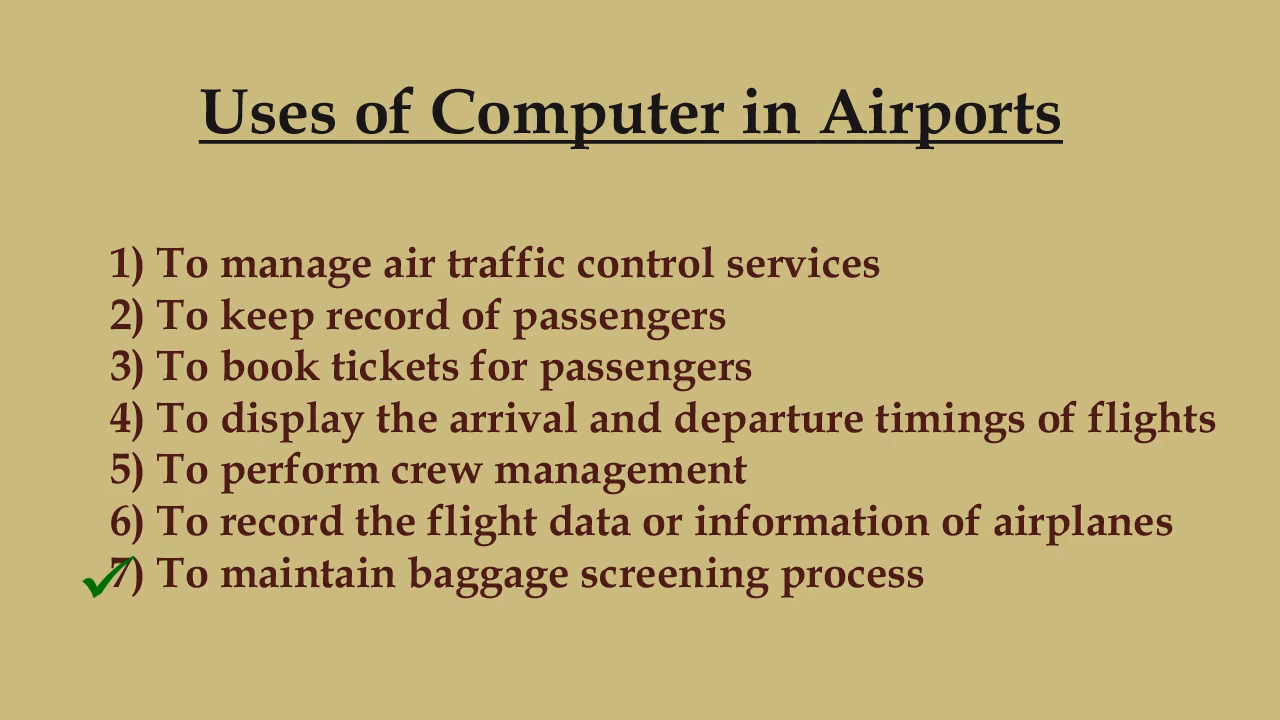 Uses of Computer in Airports
1) To manage air traffic control services
2) To keep record of passengers
3) To book tickets for passengers
4) To display the arrival and departure timings of flights
5) To perform crew management
6) To record the flight data or information of airplanes
7) To maintain baggage screening process